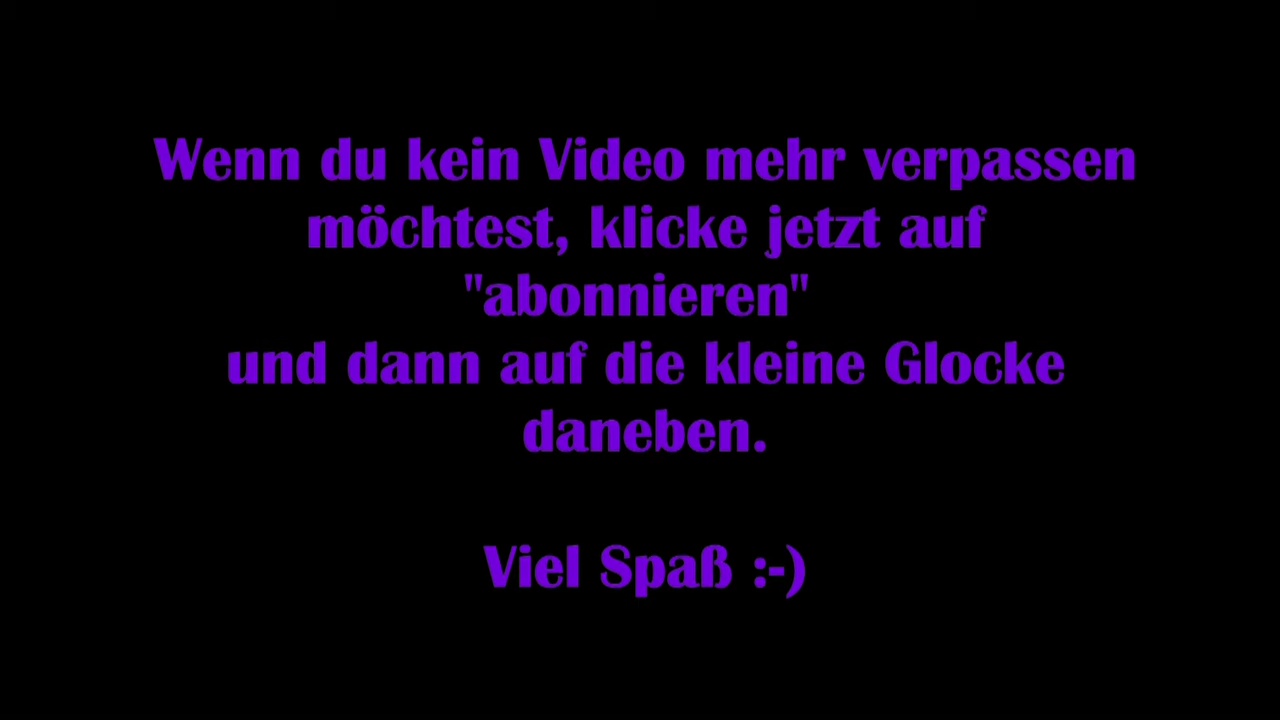 Wenn du kein Video mehr verpassen
möchtest, klicke jetzt auf
"abonnieren"
und dann auf die kleine Glocke
daneben.
Viel Spaß :-)